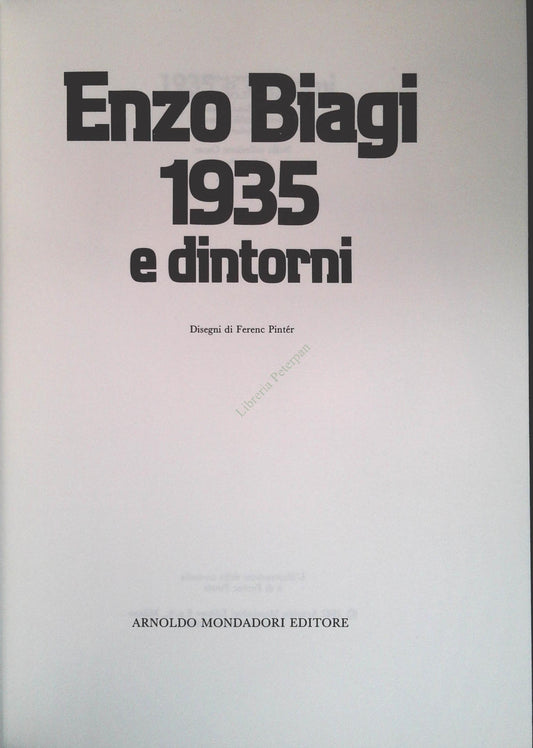 Enzo Biagi
1935
e dintorni
Disegni di Ferenc Pintér
Libreria Peterpan
ARNOLDO MONDADORI EDITORE